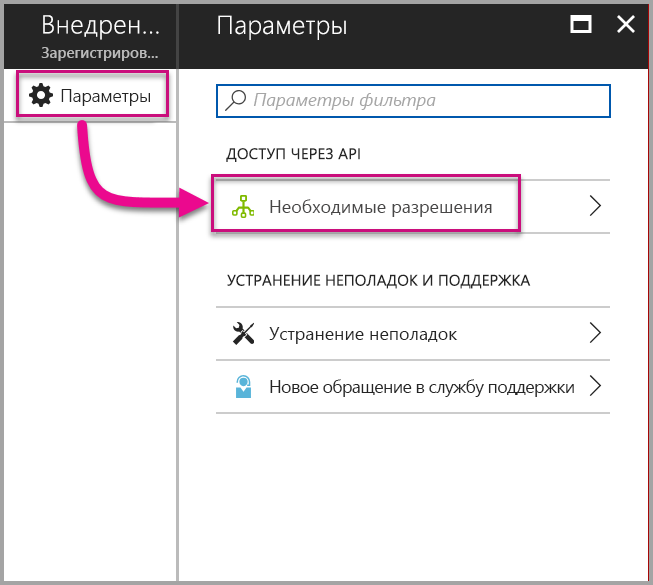 Внедрен...
Зарегистриров...
Параметры
Параметры
Параметры фильтра
ДОСТУП ЧЕРЕЗ API
Необходимые разрешения
УСТРАНЕНИЕ НЕПОЛАДОК И ПОДДЕРЖКА
Устранение неполадок
Новое обращение в службу поддержки